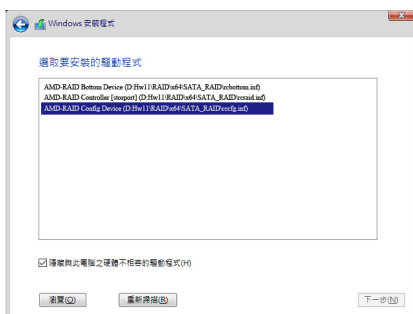 Windows 安裝程式
選取要安裝的驅動程式
AMD-RAID Bottom Device (D:\Hw11\RAID\x64\SATA_RAID\rcbottom.inf)
AMD-RAID Controller [storport] (D:\Hw11\RAID\x64\SATA_RAID\rcraid.inf)
AMD-RAID Config Device (D:\Hw11\RAID\x64\SATA_RAID\rccfg.inf)
隱藏與此電腦之硬體不相容的驅動程式(H)
瀏覽(O)
重新掃描(R)
下一步(N)